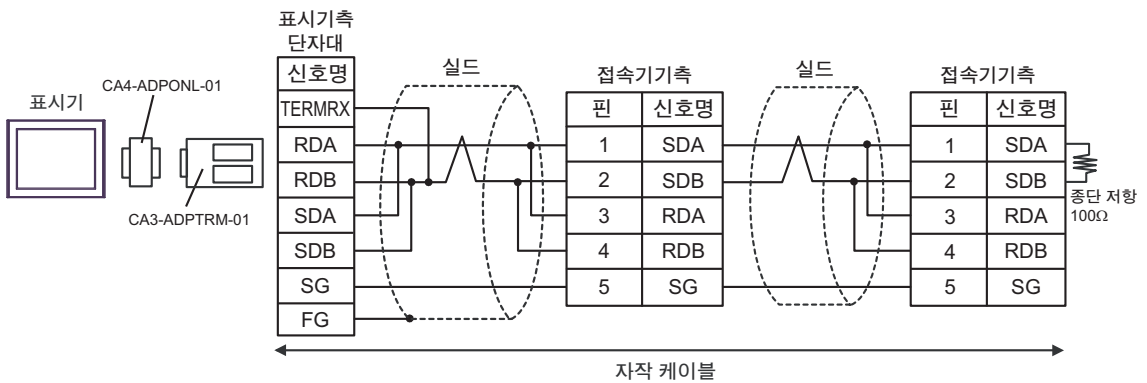 표시기
CA4-ADPONL-01
CA3-ADPTRM-01
표시기측
단자대
신호명
TERMRX
RDA
RDB
SDA
SDB
SG
FG
실드
접속기기측
핀 신호명
1 SDA
2 SDB
3 RDA
4 RDB
5 SG
실드
접속기기측
핀 신호명
1 SDA
2 SDB
3 RDA
4 RDB
5 SG
종단 저항
100Ω
자작 케이블